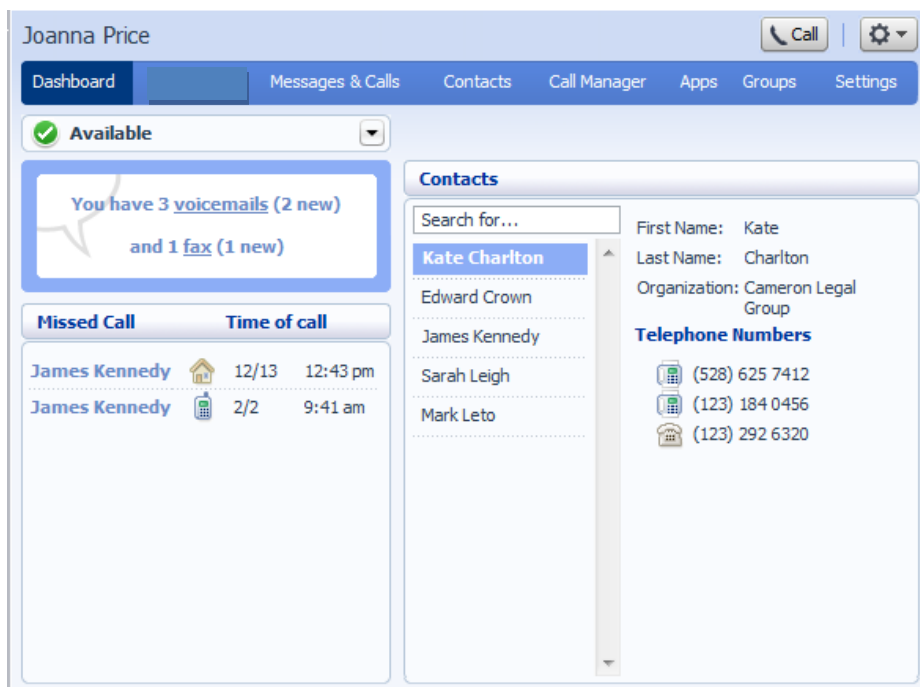 Joanna Price
Call
Dashboard Messages & Calls Contacts Call Manager Apps Groups Settings
Available
You have 3 voicemails (2 new)
and 1 fax (1 new)
Missed Call Time of call
James Kennedy 12/13 12:43 pm
James Kennedy 2/2 9:41 am
Contacts
Search for...
Kate Charlton
Edward Crown
James Kennedy
Sarah Leigh
Mark Leto
First Name: Kate
Last Name: Charlton
Organization: Cameron Legal
Group
Telephone Numbers
(528) 625 7412
(123) 184 0456
(123) 292 6320